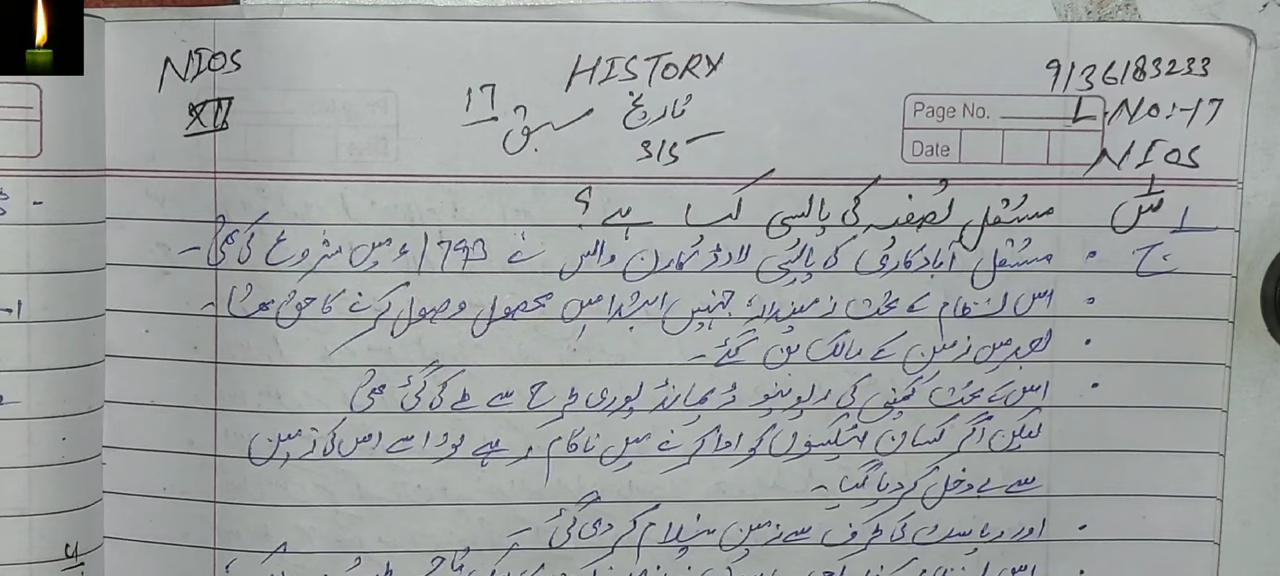 NIOS
XII
HISTORY
9136183233
تاریخ
سبق 17
315
Page No. L.No:-17
Date
NIOS
س 1 مستقل تصفیہ کی پالیسی کیا ہے؟
ج • مستقل آبادکاری کی پالیسی لارڈ کارن والس نے 1793ء میں شروع کی تھی۔
• اس انتظام کے تحت زمیندار، جنہیں ابتدا میں محصول وصول کرنے کا حق تھا۔
• بعد میں زمین کے مالک بن گئے۔
• اس کے تحت کمپنی کی ریونیو ڈیمانڈ پوری طرح سے طے کی گئی تھی
لیکن اگر کسان ٹیکسوں کو ادا کرنے میں ناکام رہے تو اسے اس کی زمین
سے بے دخل کر دیا گیا۔
• اور ریاست کی طرف سے زمین نیلام کر دی گئی۔